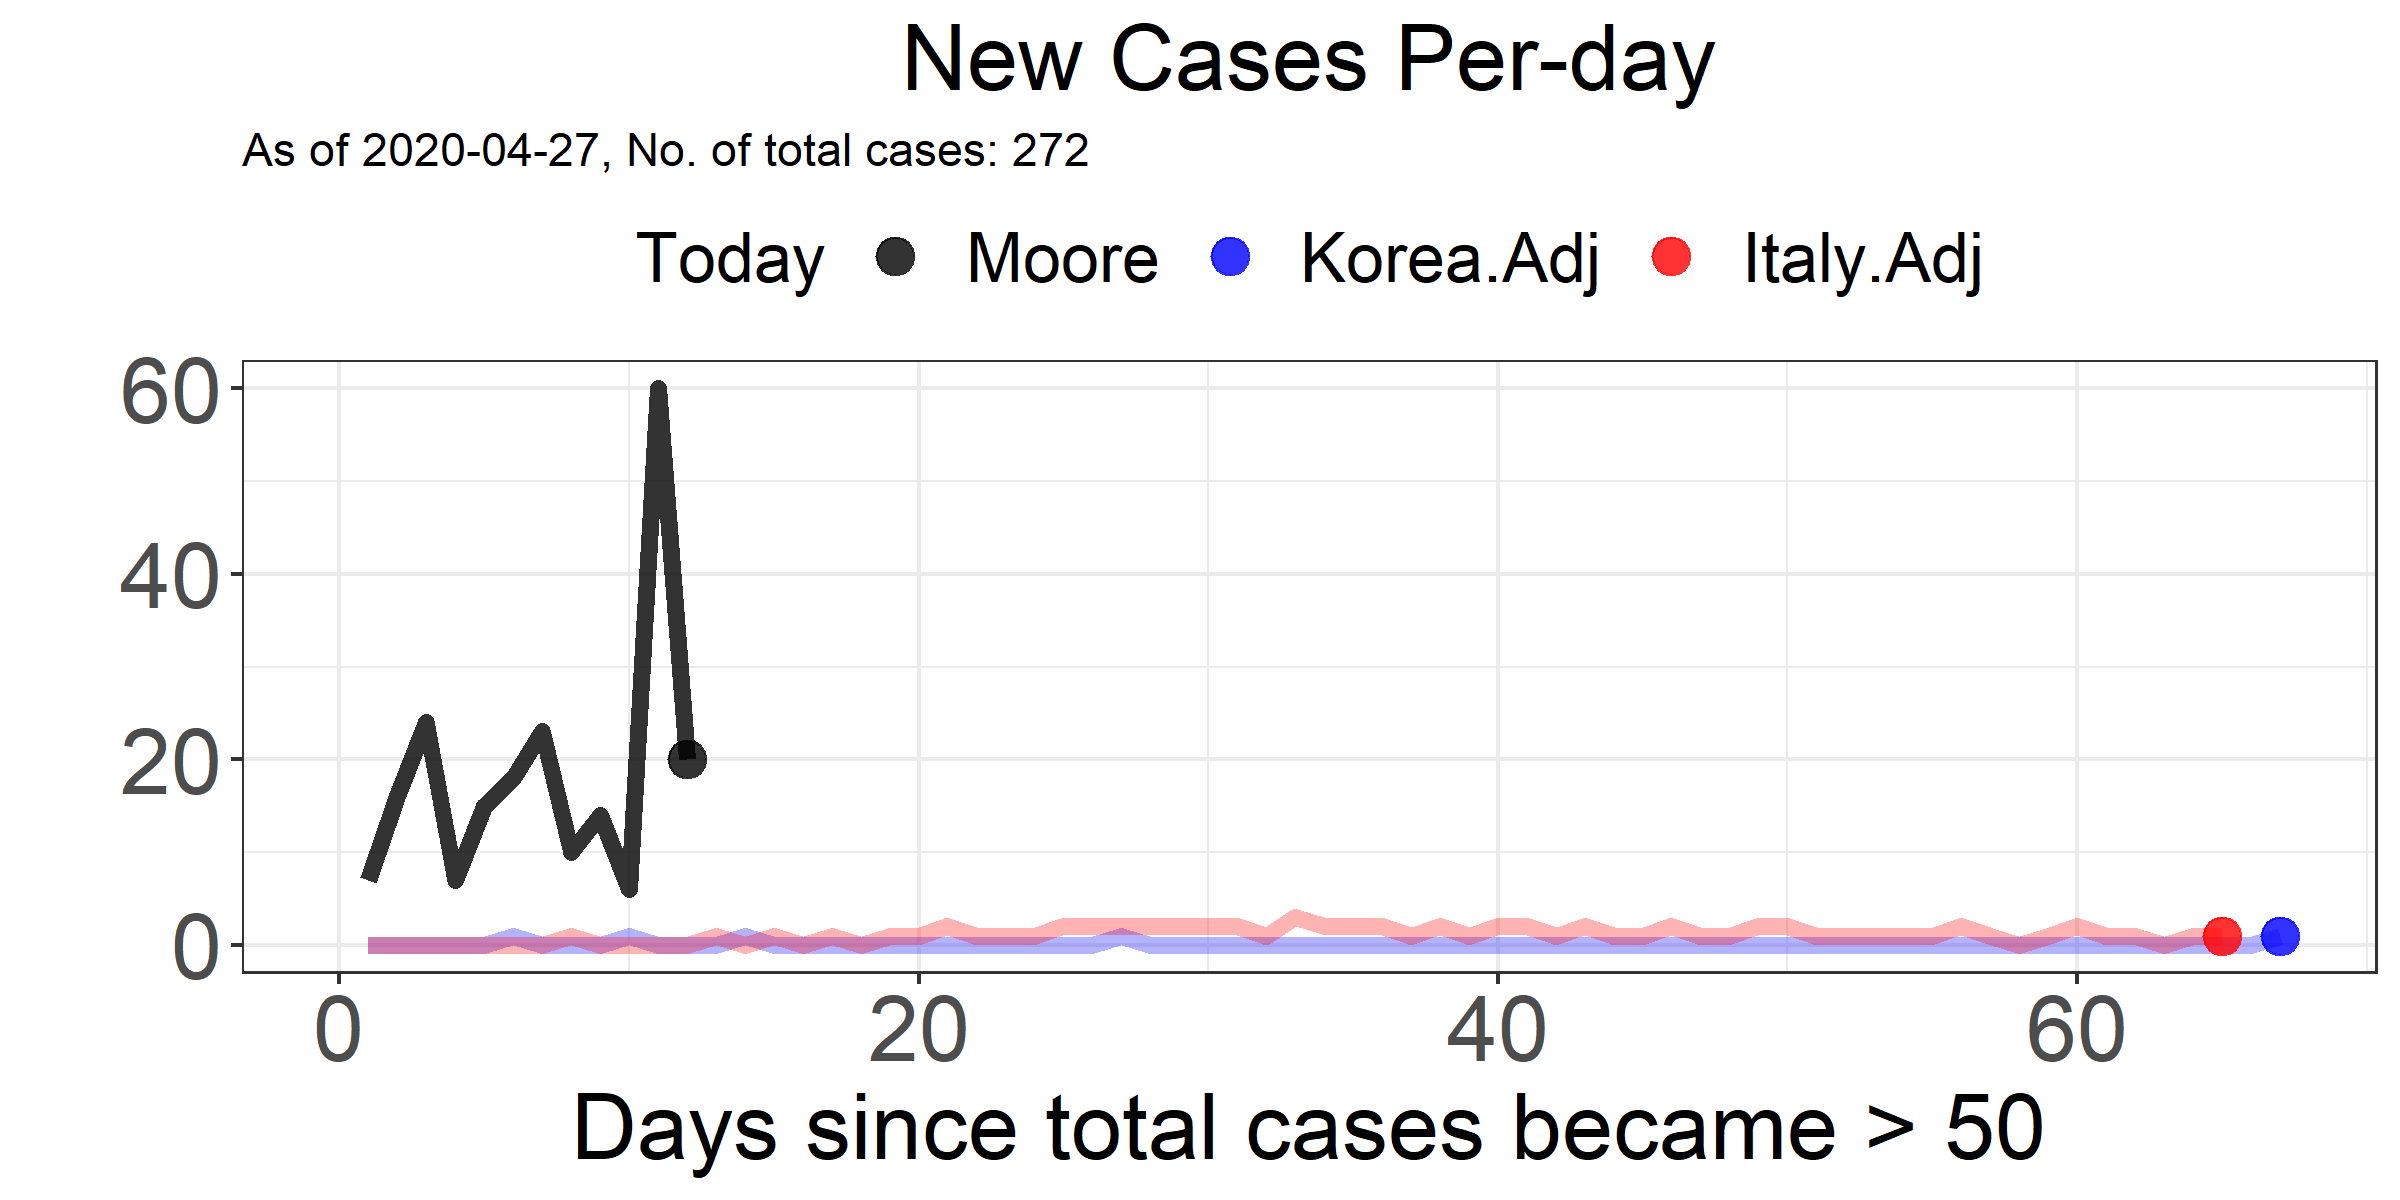 New Cases Per-day
As of 2020-04-27, No. of total cases: 272
Today Moore Korea.Adj Italy.Adj
60
40
20
0
0 20 40 60
Days since total cases became > 50